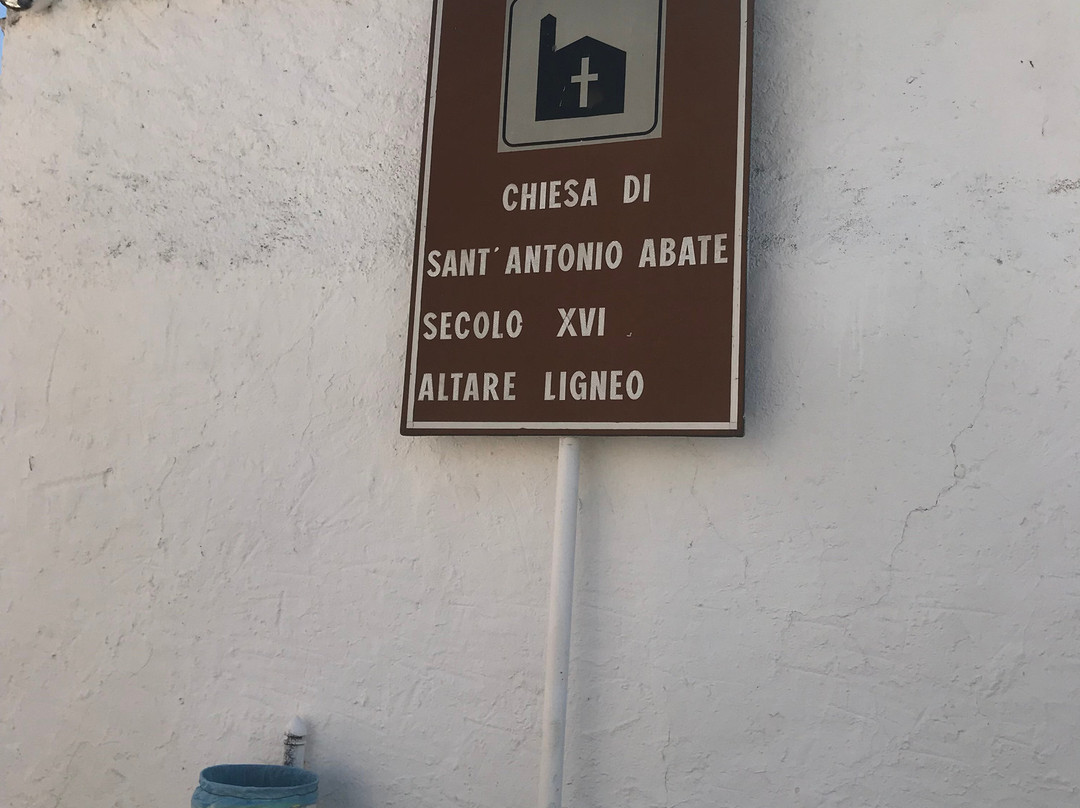 CHIESA DI
SANT'ANTONIO ABATE
SECOLO XVI
ALTARE LIGNEO